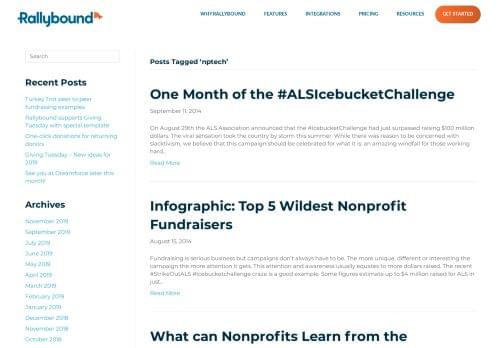 Rallybound
WHY RALLYBOUND
FEATURES
INTEGRATIONS
PRICING
RESOURCES
GET STARTED
Search
Recent Posts
Turkey Trot peer to peer
fundraising examples
Rallybound supports Giving
Tuesday with special template
One-click donations for returning
donors
Giving Tuesday – New ideas for
2019
See you at Dreamforce later this
month!
Archives
November 2019
September 2019
July 2019
June 2019
May 2019
April 2019
March 2019
February 2019
January 2019
December 2018
November 2018
October 2018
Posts Tagged ‘nptech’
One Month of the #ALSIcebucketChallenge
September 11, 2014
On August 29th the ALS Association announced that the #icebucketChallenge had just surpassed raising $100 million
dollars. The viral sensation took the country by storm this summer. While there was reason to be concerned with
slacktivism, we believe that this campaign should be celebrated for what it is: an amazing windfall for those working
hard...
Read More
Infographic: Top 5 Wildest Nonprofit
Fundraisers
August 15, 2014
Fundraising is serious business but campaigns don't always have to be. The more unique, different or interesting the
campaign the more attention it gets. This attention and awareness usually equates to more dollars raised. The recent
#StrikeOutALS #Icebucketchallenge craze is a good example. Some figures estimate up to $4 million raised for ALS in
just...
Read More
What can Nonprofits Learn from the